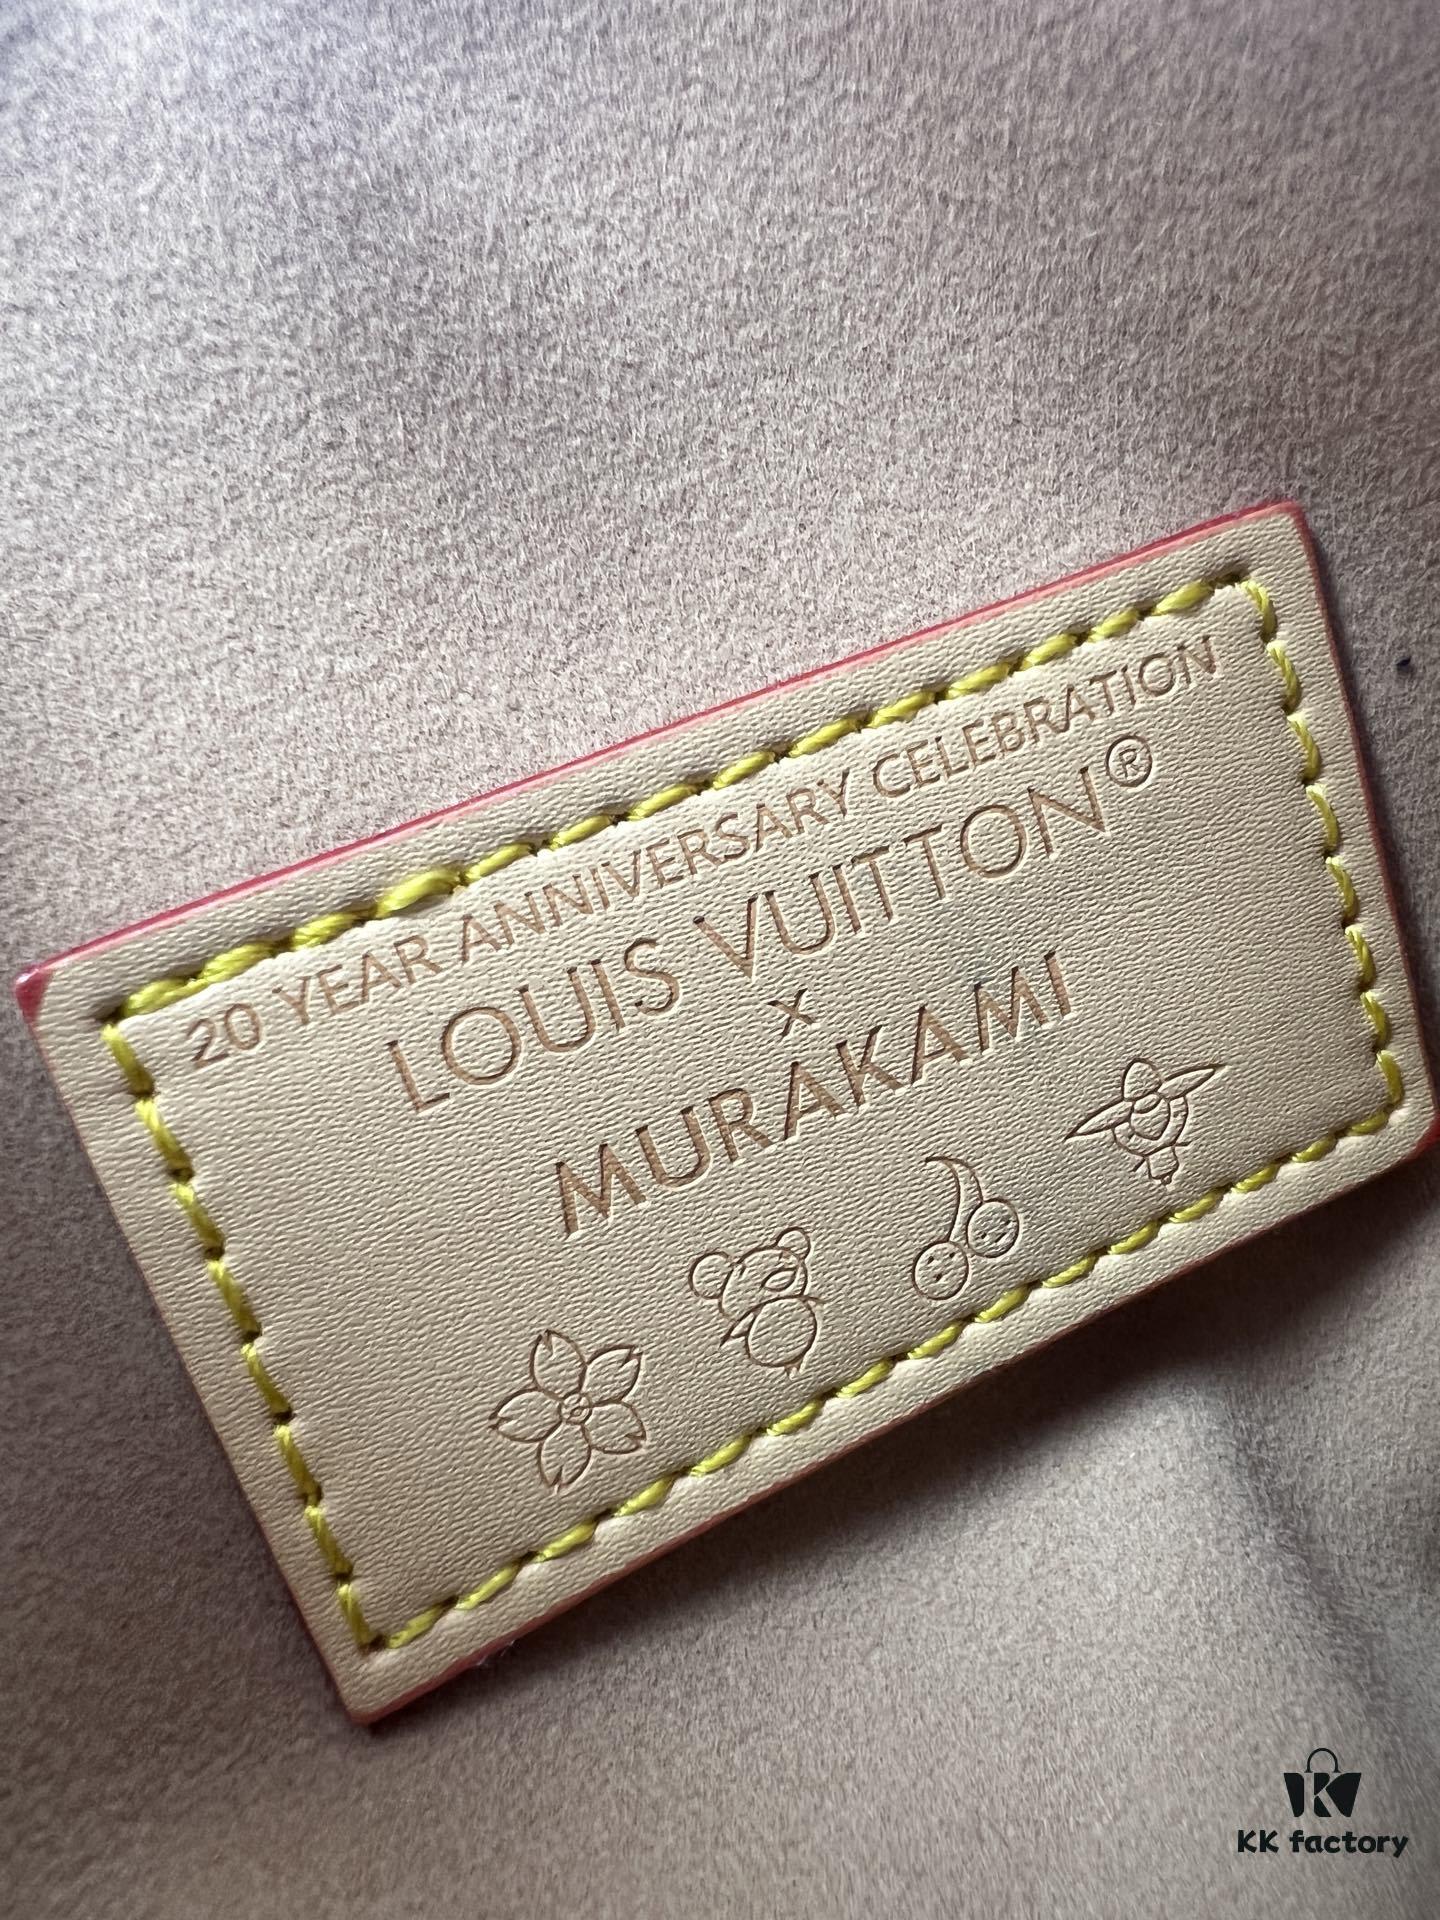 20 YEAR ANNIVERSARY CELEBRATION
LOUIS VUITTON®
x
MURAKAMI
KK factory